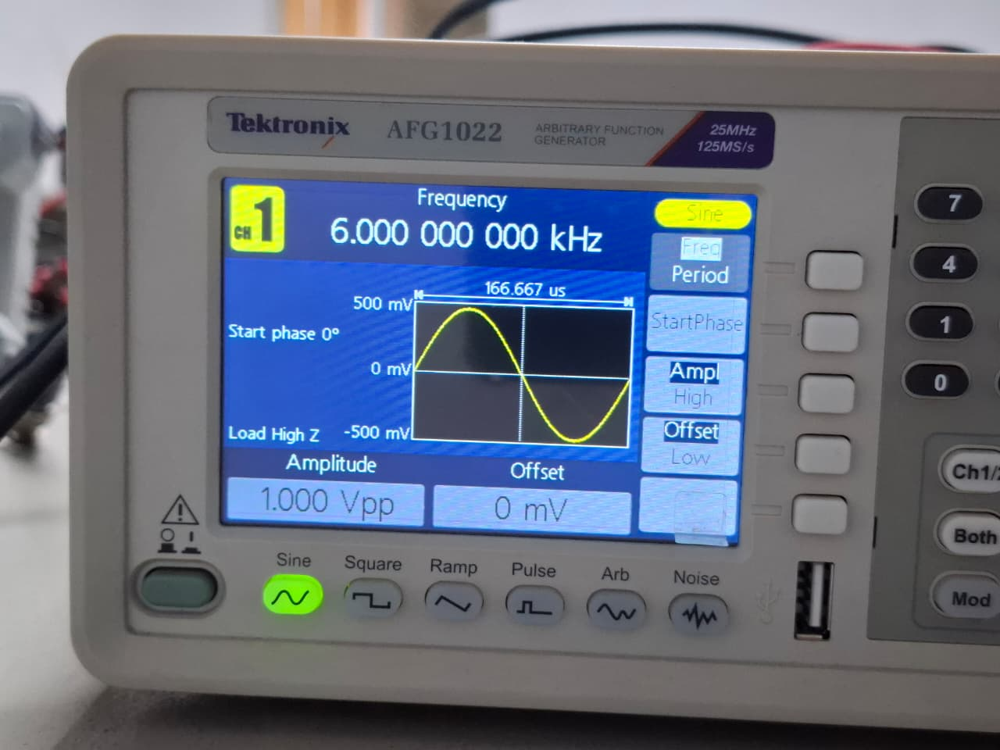 Tektronix AFG1022 ARBITRARY FUNCTION GENERATOR 25MHz 125MS/s
CH 1
Frequency
6.000 000 000 kHz
Sine
Freq
Period
StartPhase
Ampl
High
Offset
Low
166.667 us
500 mV
Start phase 0°
0 mV
Load High Z
-500 mV
Amplitude
Offset
1.000 Vpp
0 mV
Sine
Square
Ramp
Pulse
Arb
Noise
7
4
1
0
Ch1/2
Both
Mod